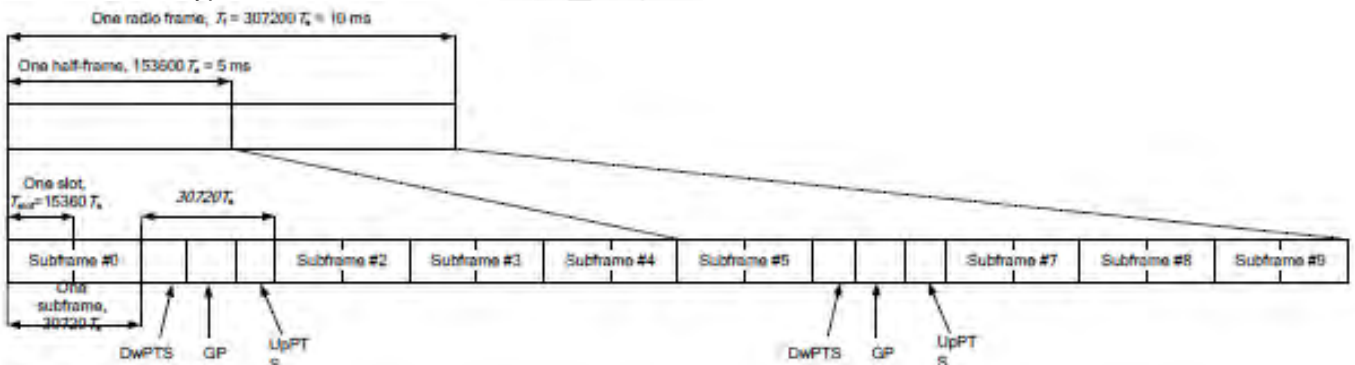 One radio frame, Tf = 307200 Ts = 10 ms
One half-frame, 153600 Ts = 5 ms
One slot,
Tslot=15360 Ts
30720Ts
Subframe #0
Subframe #2
Subframe #3
Subframe #4
Subframe #5
Subframe #7
Subframe #8
Subframe #9
One
subframe,
30720 Ts
DwPTS
GP
UpPT
S
DwPTS
GP
UpPT
S